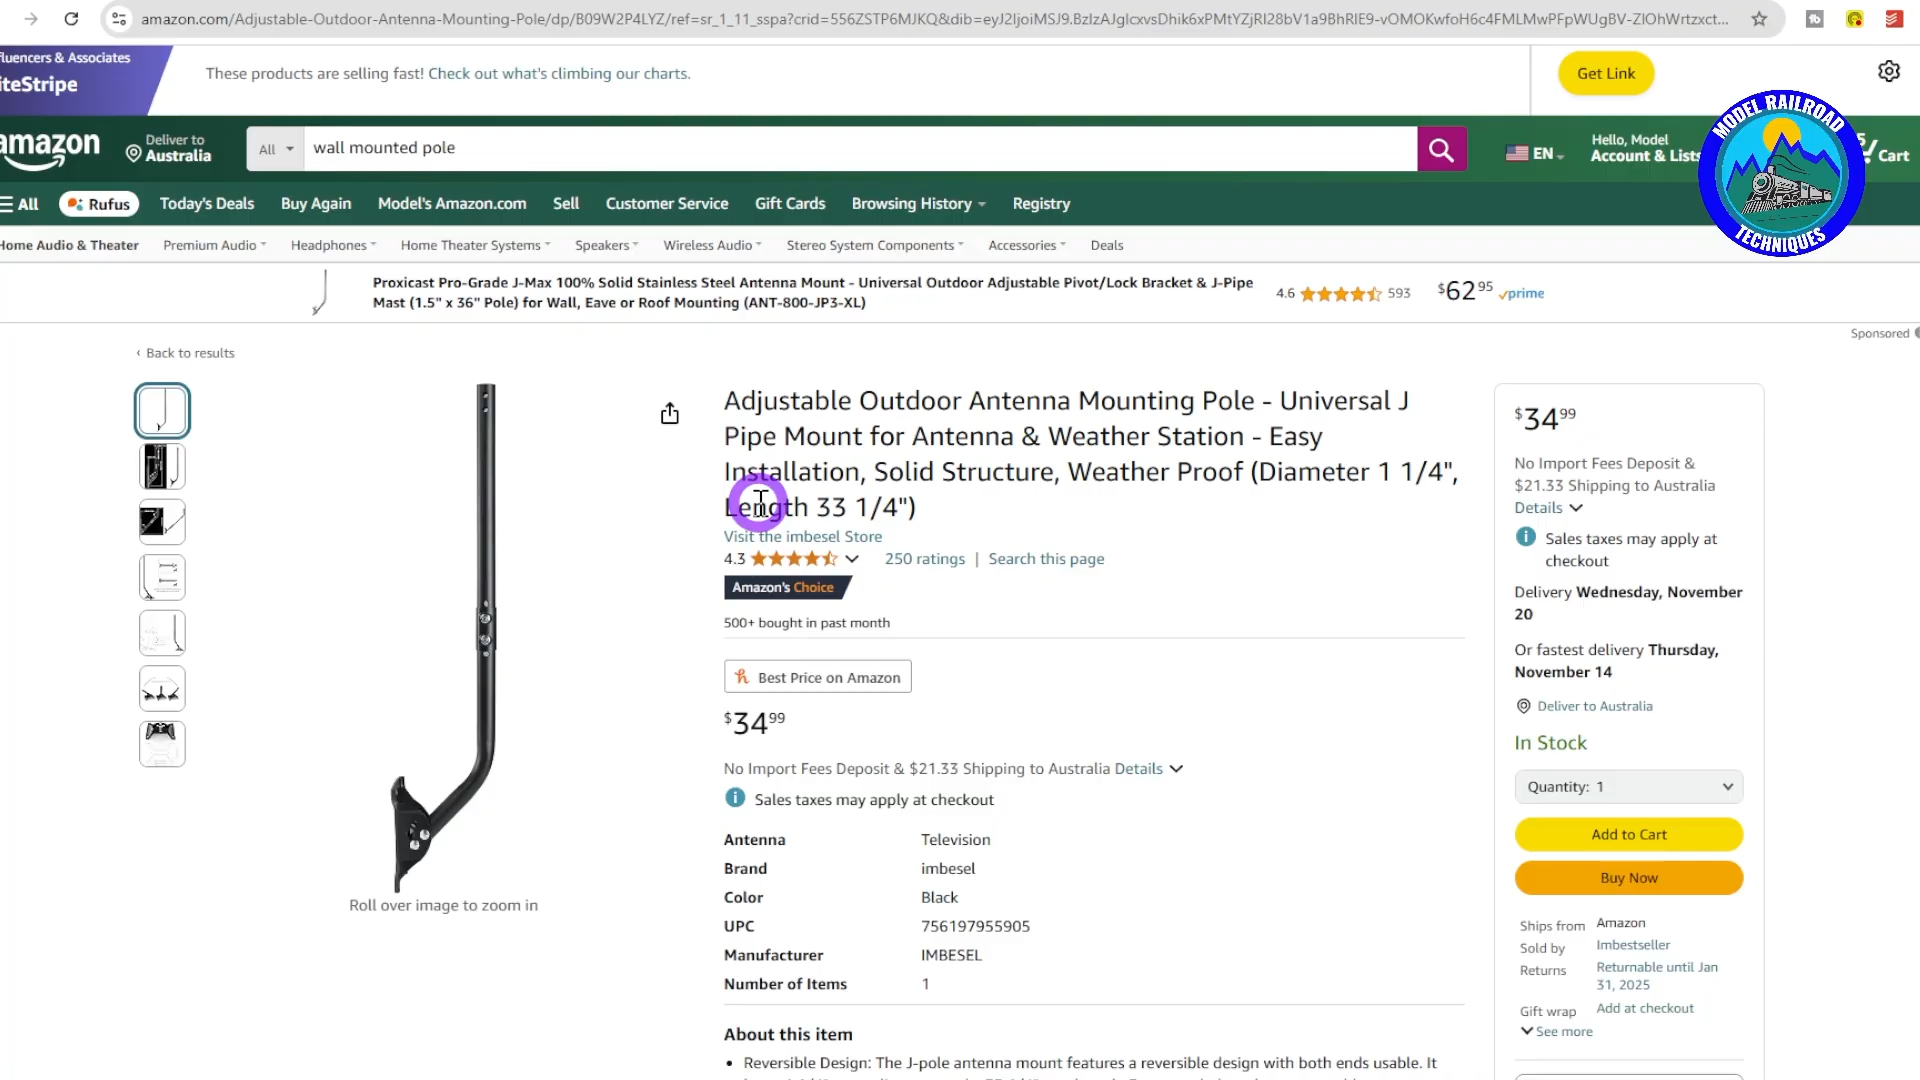 amazon.com/Adjustable-Outdoor-Antenna-Mounting-Pole/dp/B09W2P4LYZ/ref=sr_1_11_sspa?crid=556ZSTP6MJKQ&dib=
fluencers & Associates
iteStripe
These products are selling fast! Check out what's climbing our charts.
Get Link
MODEL RAILROAD
TECHNIQUES
amazon
Deliver to
Australia
All
wall mounted pole
EN
Hello, Model
Account & Lists
Cart
All
Rufus
Today's Deals
Buy Again
Model's Amazon.com
Sell
Customer Service
Gift Cards
Browsing History
Registry
Home Audio & Theater
Premium Audio
Headphones
Home Theater Systems
Speakers
Wireless Audio
Stereo System Components
Accessories
Deals
Proxicast Pro-Grade J-Max 100% Solid Stainless Steel Antenna Mount - Universal Outdoor Adjustable Pivot/Lock Bracket & J-Pipe
Mast (1.5" x 36" Pole) for Wall, Eave or Roof Mounting (ANT-800-JP3-XL)
4.6
593
$62 95
prime
Sponsored
‹ Back to results
Roll over image to zoom in
Adjustable Outdoor Antenna Mounting Pole - Universal J
Pipe Mount for Antenna & Weather Station - Easy
Installation, Solid Structure, Weather Proof (Diameter 1 1/4",
Length 33 1/4")
Visit the imbesel Store
4.3
250 ratings | Search this page
Amazon's Choice
500+ bought in past month
Best Price on Amazon
$34 99
No Import Fees Deposit & $21.33 Shipping to Australia Details
Sales taxes may apply at checkout
Antenna Television
Brand imbesel
Color Black
UPC 756197955905
Manufacturer IMBESEL
Number of Items 1
About this item
• Reversible Design: The J-pole antenna mount features a reversible design with both ends usable. It
$34 99
No Import Fees Deposit &
$21.33 Shipping to Australia
Details
Sales taxes may apply at
checkout
Delivery Wednesday, November
20
Or fastest delivery Thursday,
November 14
Deliver to Australia
In Stock
Quantity: 1
Add to Cart
Buy Now
Ships from Amazon
Sold by Imbestseller
Returns Returnable until Jan
31, 2025
Gift wrap Add at checkout
See more